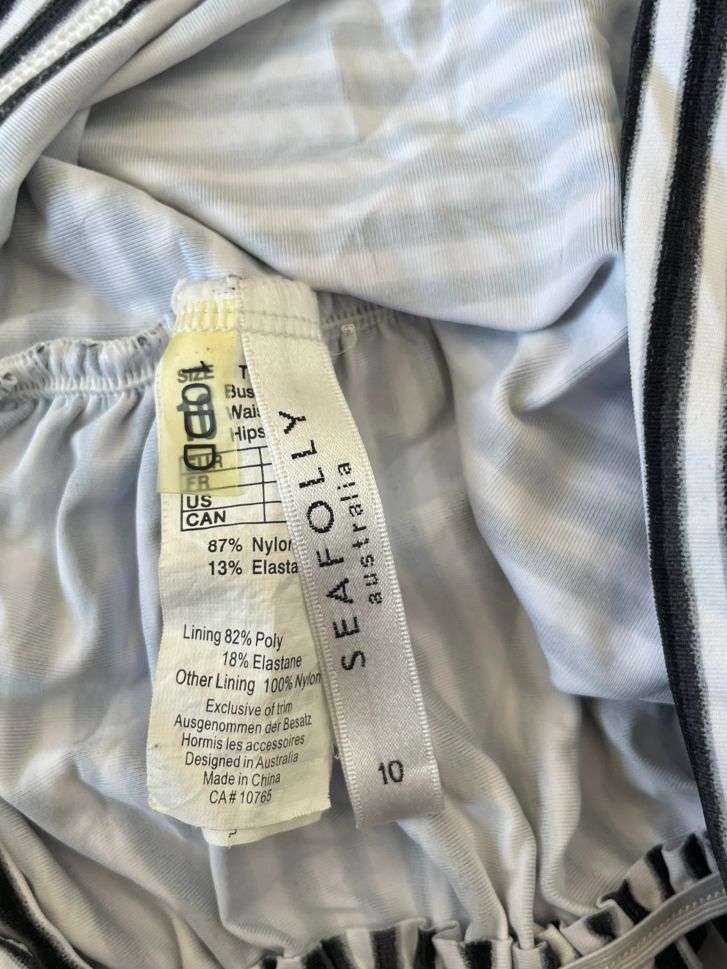 SIZE
10DD
Bus
Wais
Hips
EUR
FR
US
CAN
87% Nylon
13% Elasta
Lining 82% Poly
18% Elastane
Other Lining 100% Nylon
Exclusive of trim
Ausgenommen der Besatz
Hormis les accessoires
Designed in Australia
Made in China
CA# 10765
SEAFOLLY
australia
10